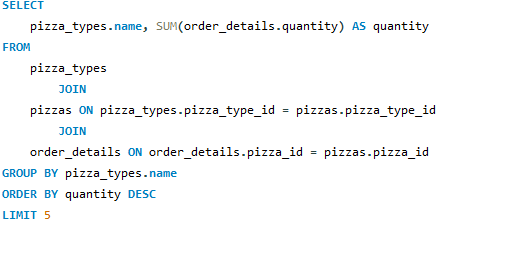 SELECT
pizza_types.name, SUM(order_details.quantity) AS quantity
FROM
pizza_types
JOIN
pizzas ON pizza_types.pizza_type_id = pizzas.pizza_type_id
JOIN
order_details ON order_details.pizza_id = pizzas.pizza_id
GROUP BY pizza_types.name
ORDER BY quantity DESC
LIMIT 5